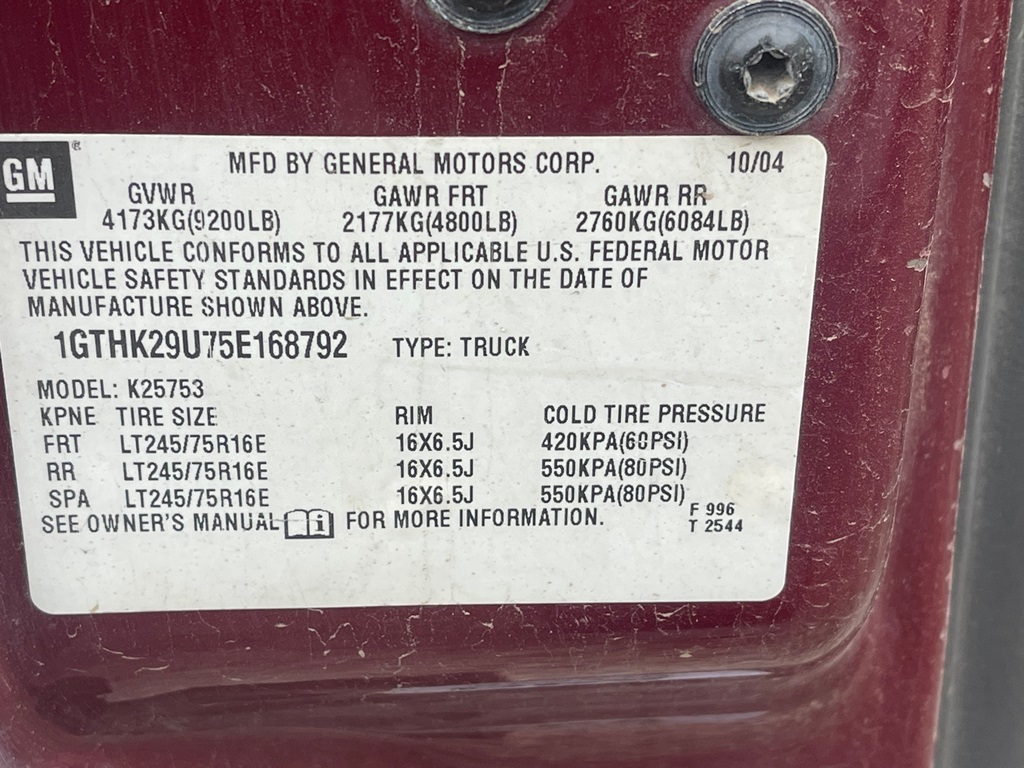 GM ®
MFD BY GENERAL MOTORS CORP. 10/04
GVWR GAWR FRT GAWR RR
4173KG(9200LB) 2177KG(4800LB) 2760KG(6084LB)
THIS VEHICLE CONFORMS TO ALL APPLICABLE U.S. FEDERAL MOTOR
VEHICLE SAFETY STANDARDS IN EFFECT ON THE DATE OF
MANUFACTURE SHOWN ABOVE.
1GTHK29U75E168792 TYPE: TRUCK
MODEL: K25753
KPNE TIRE SIZE RIM COLD TIRE PRESSURE
FRT LT245/75R16E 16X6.5J 420KPA(60PSI)
RR LT245/75R16E 16X6.5J 550KPA(80PSI)
SPA LT245/75R16E 16X6.5J 550KPA(80PSI)
SEE OWNER'S MANUAL i FOR MORE INFORMATION.
F 996
T 2544